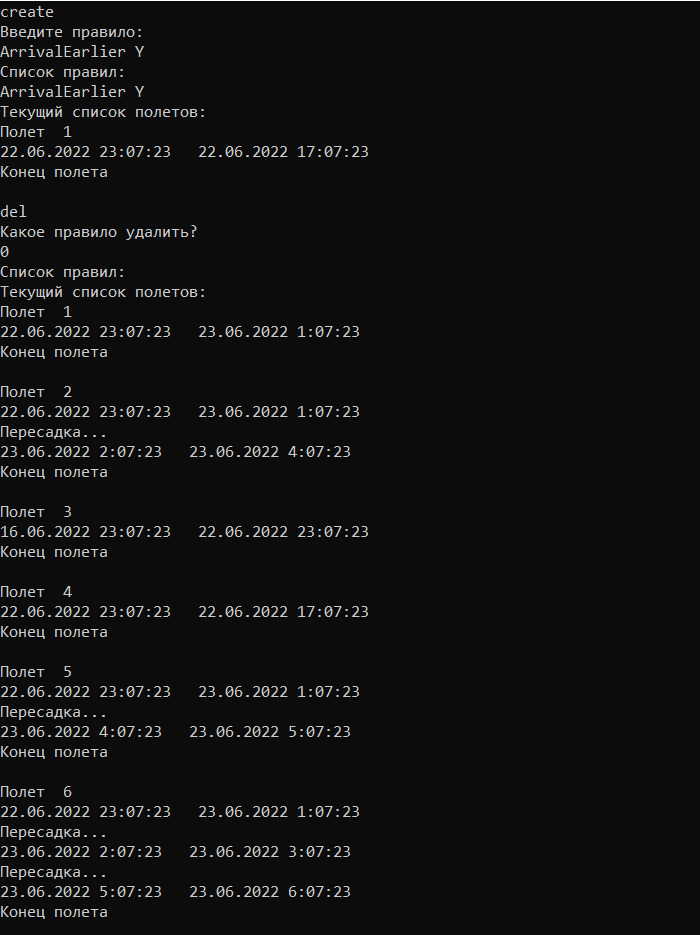 create
Введите правило:
ArrivalEarlier Y
Список правил:
ArrivalEarlier Y
Текущий список полетов:
Полет  1
22.06.2022 23:07:23   22.06.2022 17:07:23
Конец полета

del
Какое правило удалить?
0
Список правил:
Текущий список полетов:
Полет  1
22.06.2022 23:07:23   23.06.2022 1:07:23
Конец полета

Полет  2
22.06.2022 23:07:23   23.06.2022 1:07:23
Пересадка...
23.06.2022 2:07:23   23.06.2022 4:07:23
Конец полета

Полет  3
16.06.2022 23:07:23   22.06.2022 23:07:23
Конец полета

Полет  4
22.06.2022 23:07:23   22.06.2022 17:07:23
Конец полета

Полет  5
22.06.2022 23:07:23   23.06.2022 1:07:23
Пересадка...
23.06.2022 4:07:23   23.06.2022 5:07:23
Конец полета

Полет  6
22.06.2022 23:07:23   23.06.2022 1:07:23
Пересадка...
23.06.2022 2:07:23   23.06.2022 3:07:23
Пересадка...
23.06.2022 5:07:23   23.06.2022 6:07:23
Конец полета